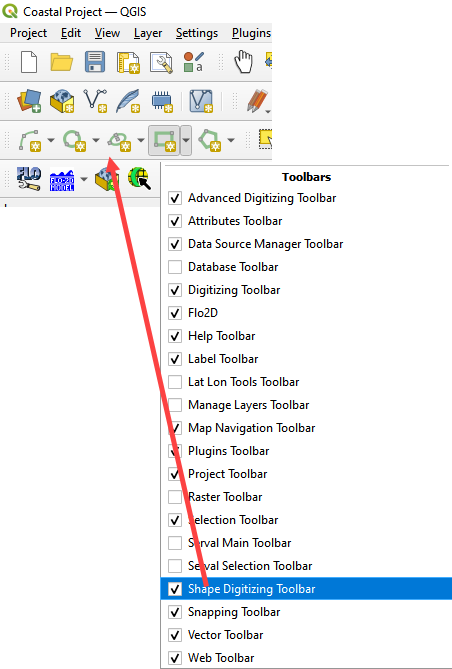 Coastal Project — QGIS
Project Edit View Layer Settings Plugins
FLO
FLO-2D
MODEL
Toolbars
Advanced Digitizing Toolbar
Attributes Toolbar
Data Source Manager Toolbar
Database Toolbar
Digitizing Toolbar
Flo2D
Help Toolbar
Label Toolbar
Lat Lon Tools Toolbar
Manage Layers Toolbar
Map Navigation Toolbar
Plugins Toolbar
Project Toolbar
Raster Toolbar
Selection Toolbar
Serval Main Toolbar
Serval Selection Toolbar
Shape Digitizing Toolbar
Snapping Toolbar
Vector Toolbar
Web Toolbar